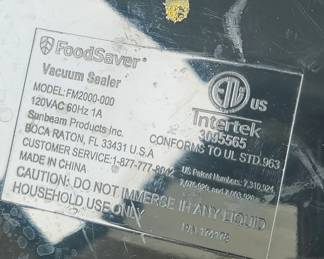 FoodSaver®
Vacuum Sealer
MODEL:FM2000-000
120VAC 60Hz 1A
Sunbeam Products Inc.
BOCA RATON, FL 33431 U.S.A
CUSTOMER SERVICE:1-877-777-8042
MADE IN CHINA
CAUTION: DO NOT IMMERSE IN ANY LIQUID
HOUSEHOLD USE ONLY
ETL US
Intertek
3035565
CONFORMS TO UL STD.963
US Patent Numbers: 7,310,924
P.N